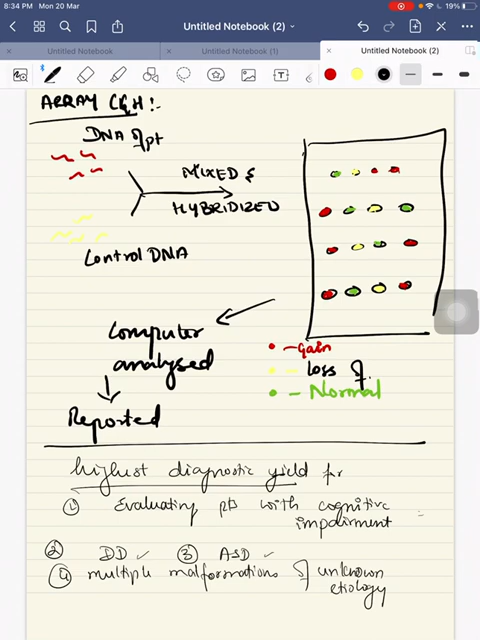 8:34 PM Mon 20 Mar
19%
Untitled Notebook (2)
Untitled Notebook
Untitled Notebook (1)
Untitled Notebook (2)
ARRAY CGH:-
DNA of pt
MIXED &
HYBRIDIZED
Control DNA
Computer
analysed
Reported
- Gain
- Loss of
- Normal
highest diagnostic yield for
① Evaluating pts with cognitive
impairment
② DD ✓ ③ ASD ✓
④ multiple malformations of unknown
etiology